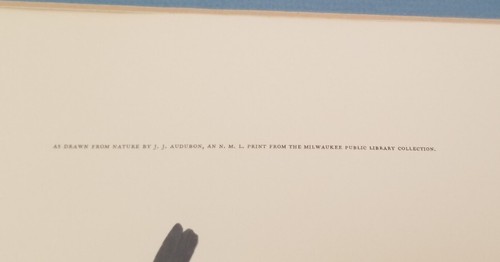 AS DRAWN FROM NATURE BY J. J. AUDUBON, AN N. M. L. PRINT FROM THE MILWAUKEE PUBLIC LIBRARY COLLECTION.